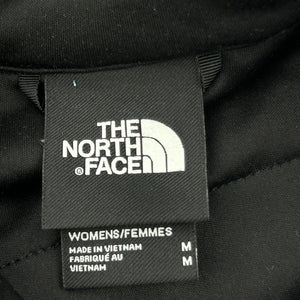 THE
NORTH
®FACE
WOMENS/FEMMES
MADE IN VIETNAM M
FABRIQUÉ AU M
VIETNAM